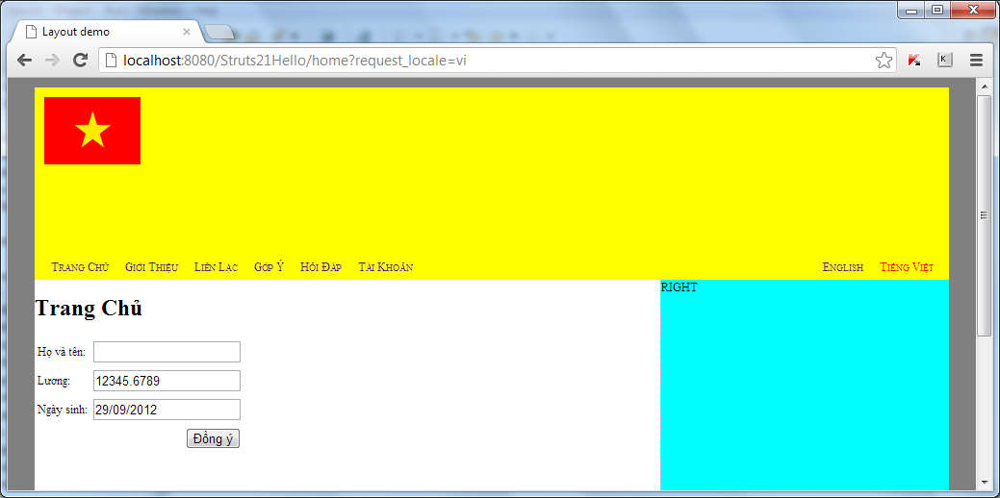 Layout demo
localhost:8080/Struts21Hello/home?request_locale=vi
Trang Chủ Giới Thiệu Liên Lạc Góp Ý Hỏi Đáp Tài Khoản English Tiếng Việt
RIGHT
Trang Chủ
Họ và tên:
Lương: 12345.6789
Ngày sinh: 29/09/2012
Đồng ý